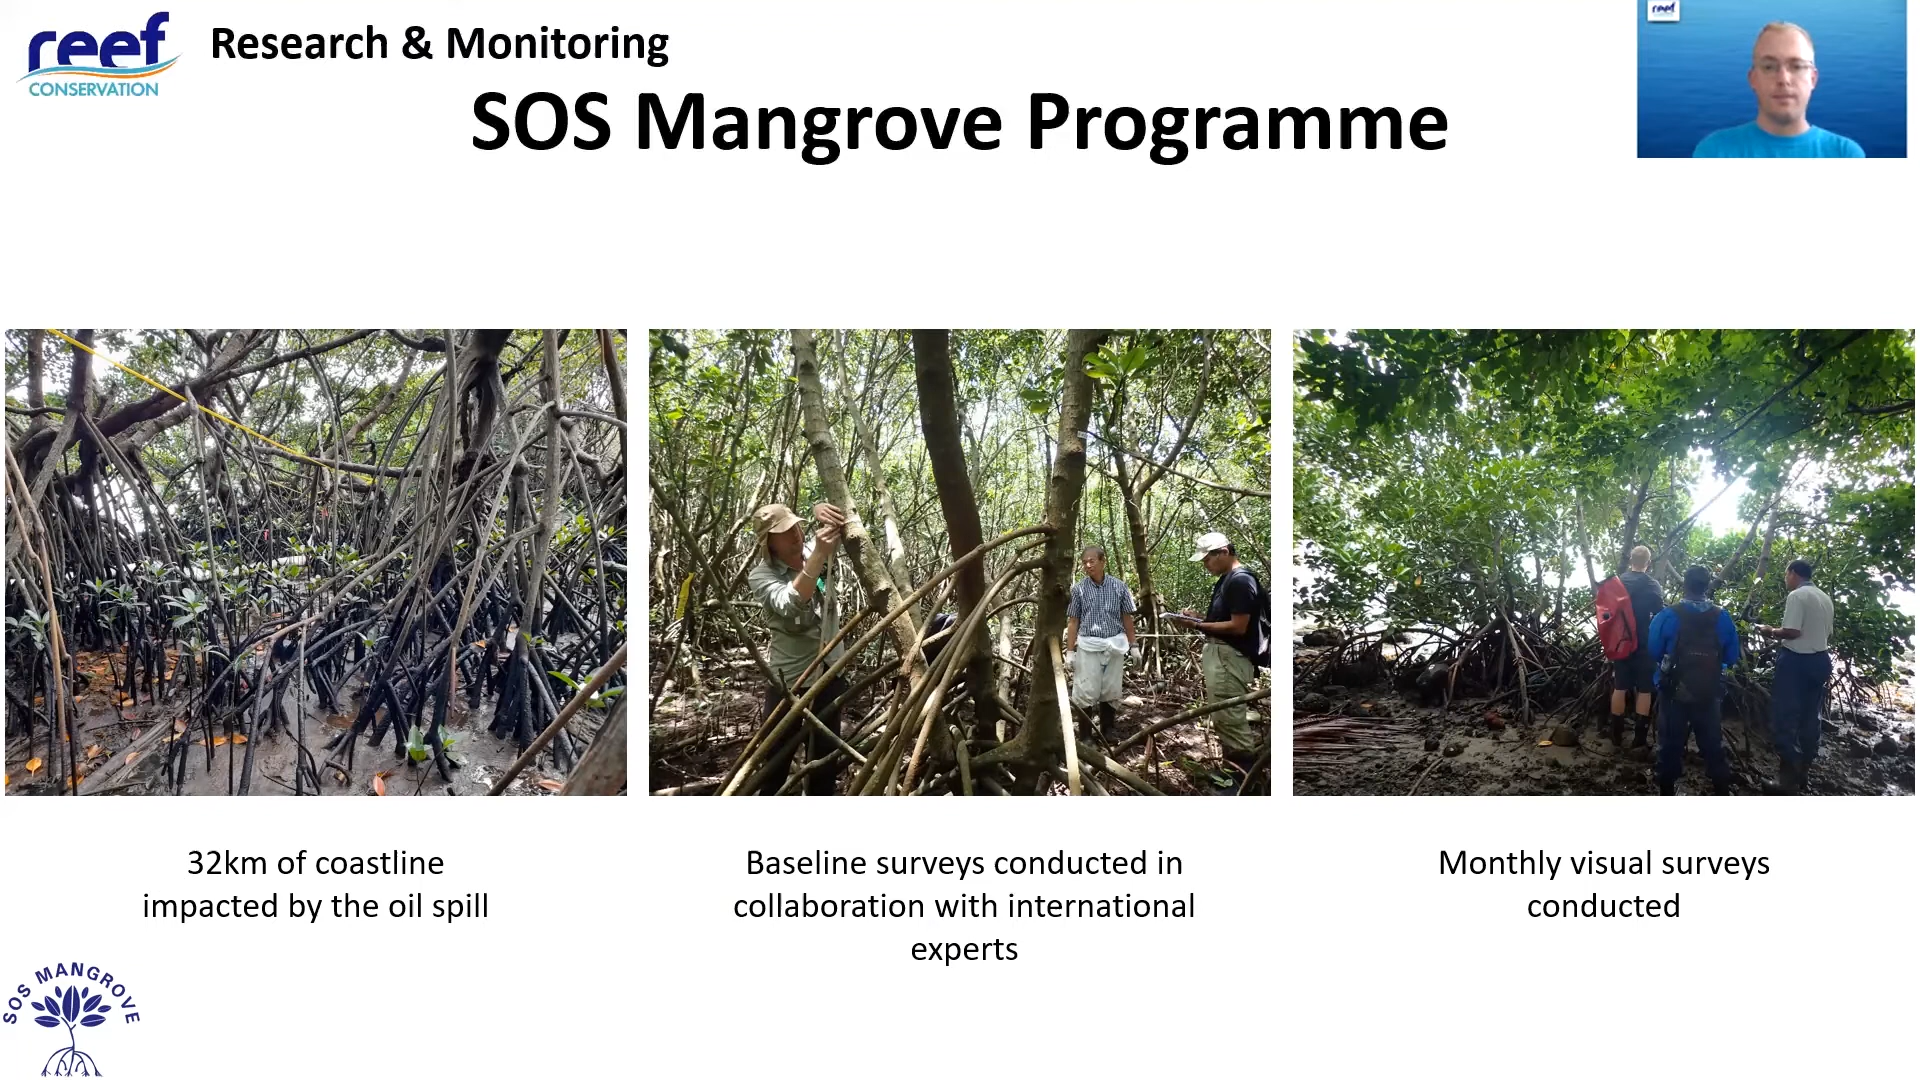 reef
CONSERVATION
Research & Monitoring
SOS Mangrove Programme
reef
32km of coastline
impacted by the oil spill
Baseline surveys conducted in
collaboration with international
experts
Monthly visual surveys
conducted
SOS MANGROVE